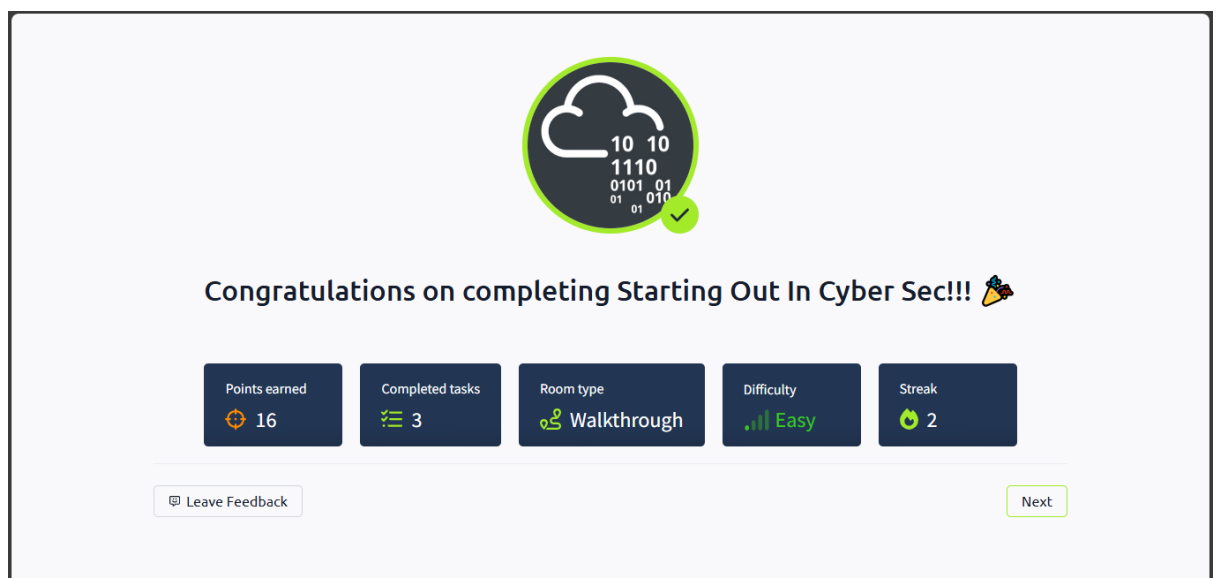 10 10
1110
0101 01
01 010
01
Congratulations on completing Starting Out In Cyber Sec!!! 🎉
Points earned
16
Completed tasks
3
Room type
Walkthrough
Difficulty
Easy
Streak
2
Leave Feedback
Next